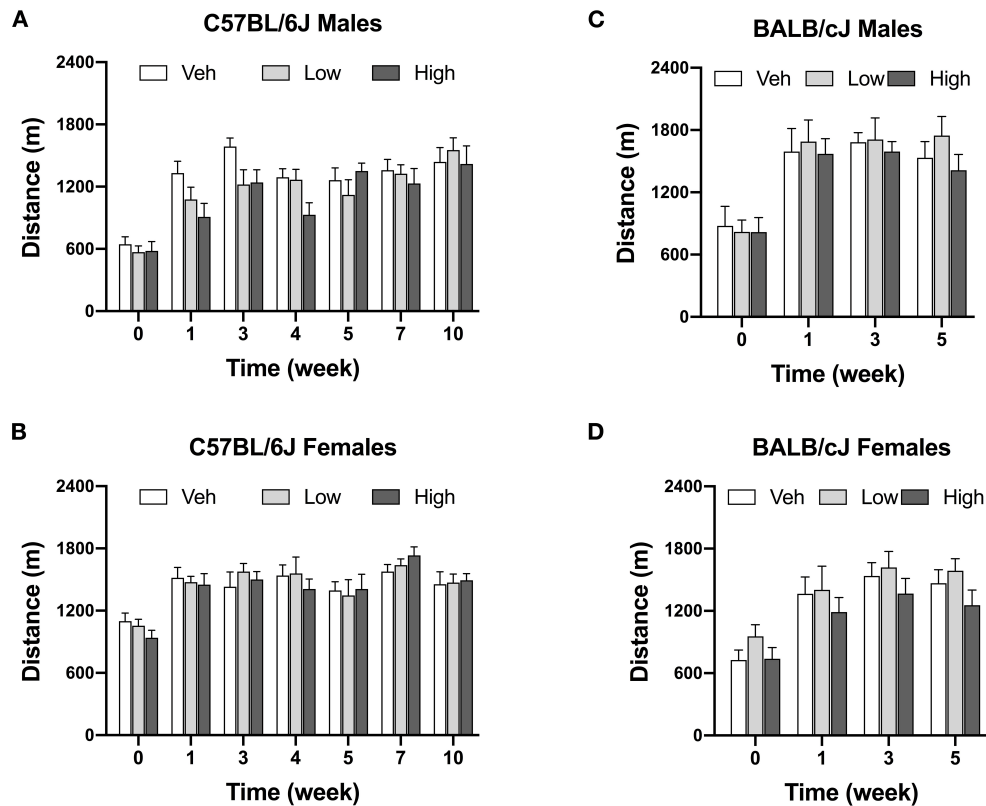 A
C57BL/6J Males
Veh Low High
Distance (m)
2400
1800
1200
600
0
0 1 3 4 5 7 10
Time (week)
C
BALB/cJ Males
Veh Low High
Distance (m)
2400
1800
1200
600
0
0 1 3 5
Time (week)
B
C57BL/6J Females
Veh Low High
Distance (m)
2400
1800
1200
600
0
0 1 3 4 5 7 10
Time (week)
D
BALB/cJ Females
Veh Low High
Distance (m)
2400
1800
1200
600
0
0 1 3 5
Time (week)